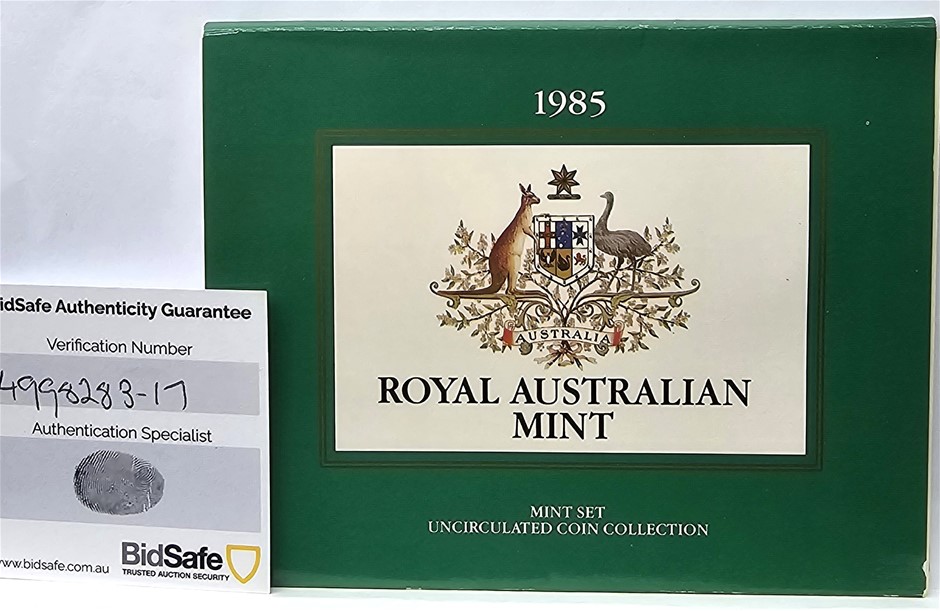 1985
AUSTRALIA
ROYAL AUSTRALIAN
MINT
MINT SET
UNCIRCULATED COIN COLLECTION
idSafe Authenticity Guarantee
Verification Number
4998283-17
Authentication Specialist
BidSafe
TRUSTED AUCTION SECURITY
www.bidsafe.com.au